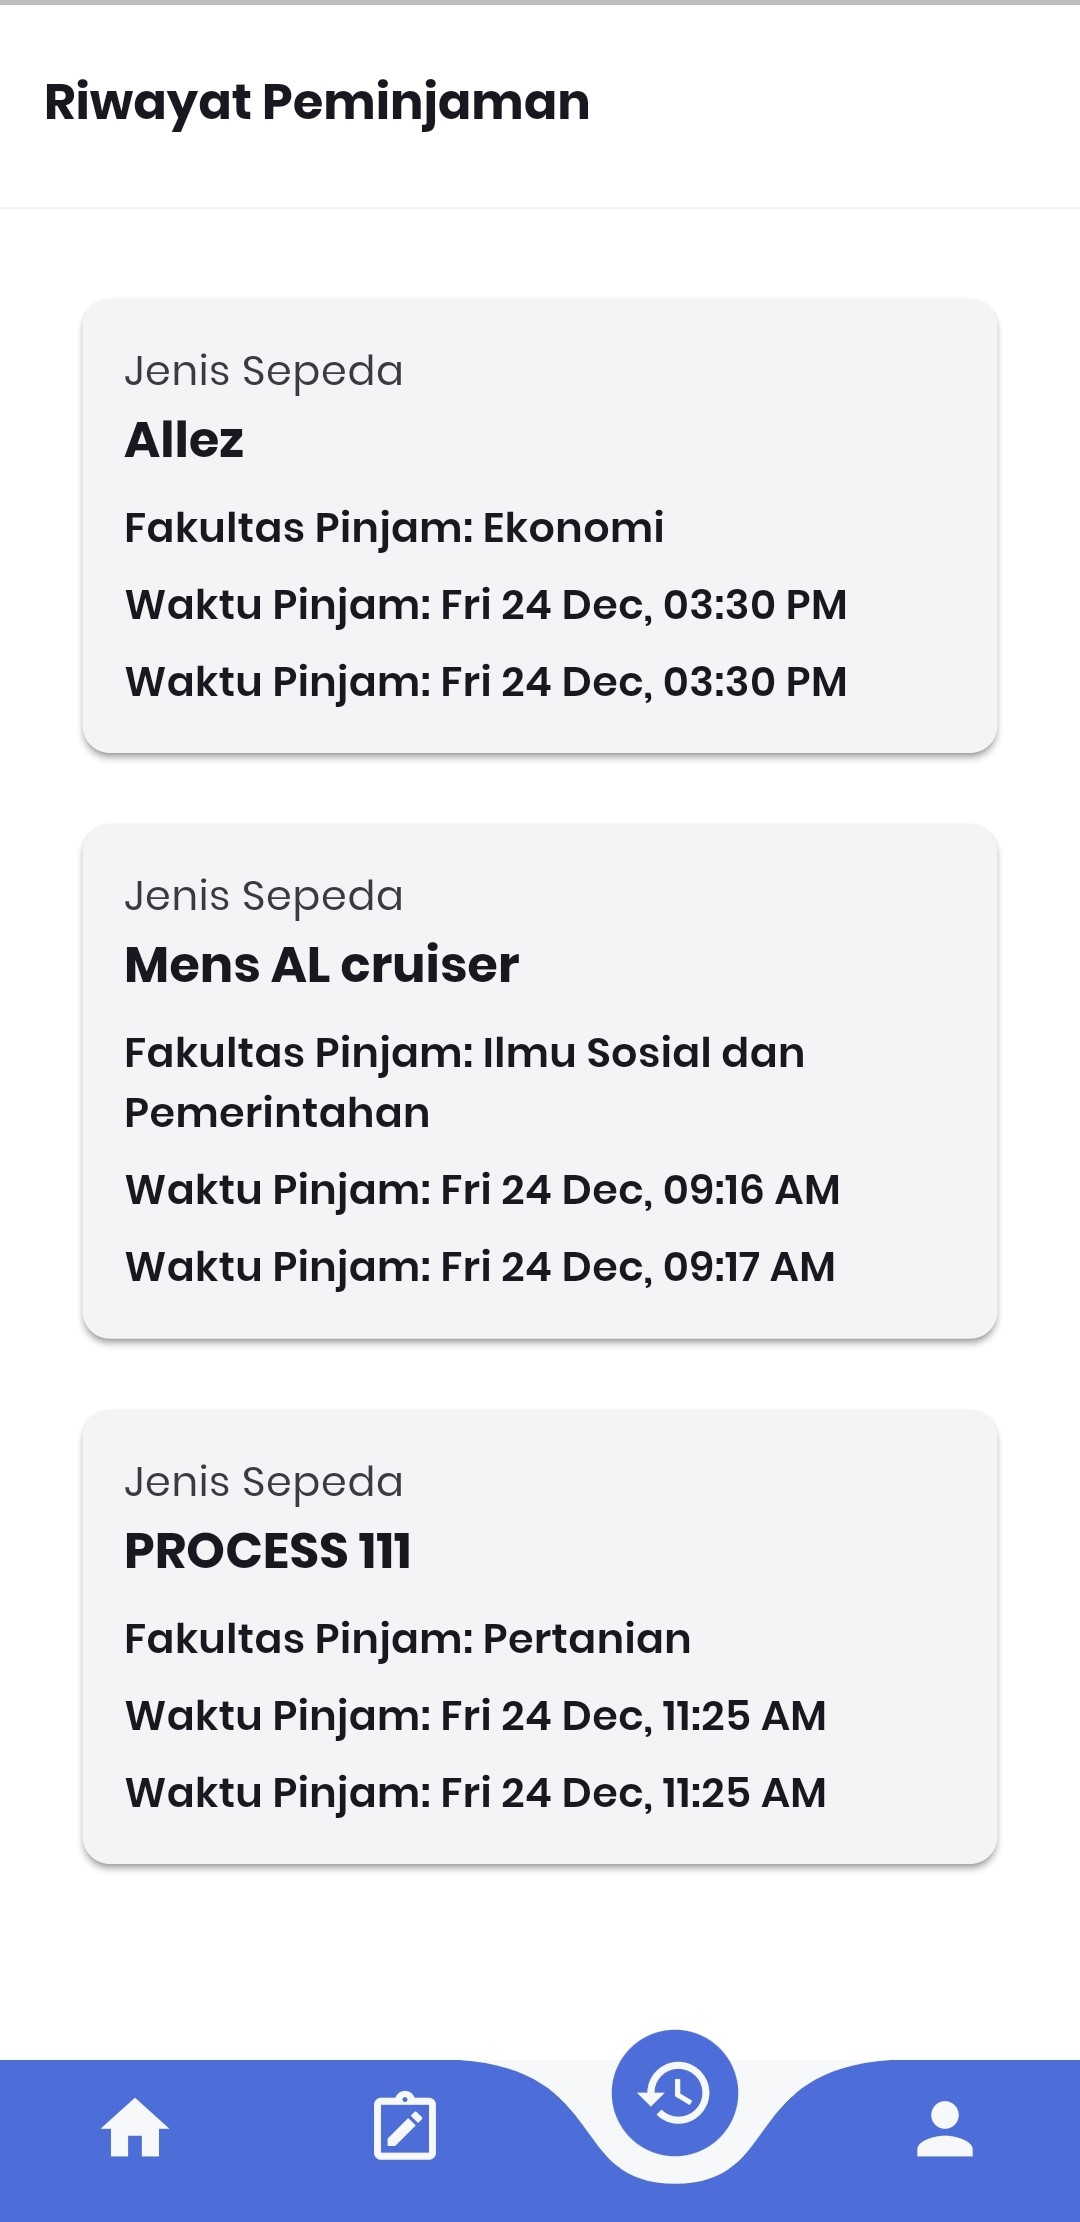 Riwayat Peminjaman
Jenis Sepeda
Allez
Fakultas Pinjam: Ekonomi
Waktu Pinjam: Fri 24 Dec, 03:30 PM
Waktu Pinjam: Fri 24 Dec, 03:30 PM
Jenis Sepeda
Mens AL cruiser
Fakultas Pinjam: Ilmu Sosial dan
Pemerintahan
Waktu Pinjam: Fri 24 Dec, 09:16 AM
Waktu Pinjam: Fri 24 Dec, 09:17 AM
Jenis Sepeda
PROCESS 111
Fakultas Pinjam: Pertanian
Waktu Pinjam: Fri 24 Dec, 11:25 AM
Waktu Pinjam: Fri 24 Dec, 11:25 AM